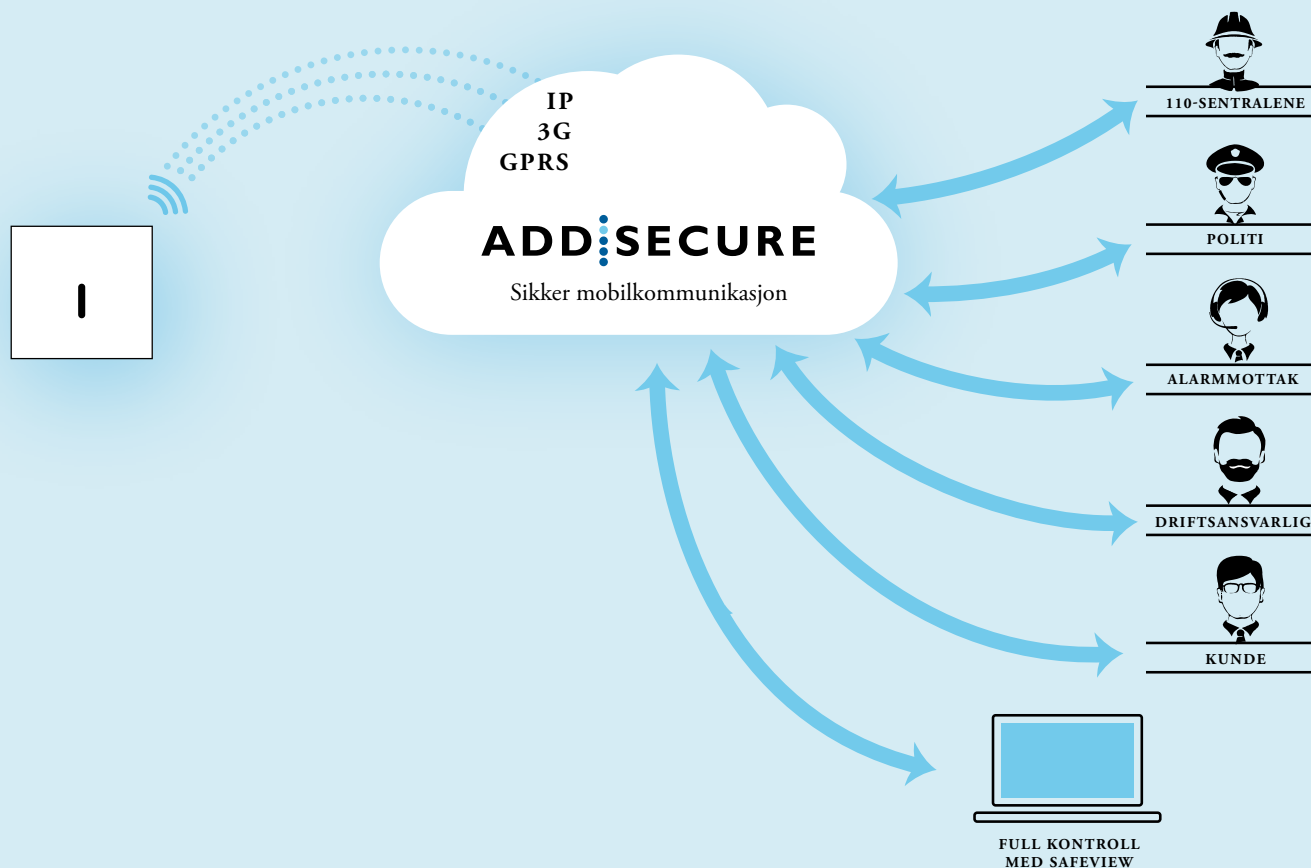 IP
3G
GPRS
ADDSECURE
Sikker mobilkommunikasjon
110-SENTRALENE
POLITI
ALARMMOTTAK
DRIFTSANSVARLIG
KUNDE
FULL KONTROLL
MED SAFEVIEW